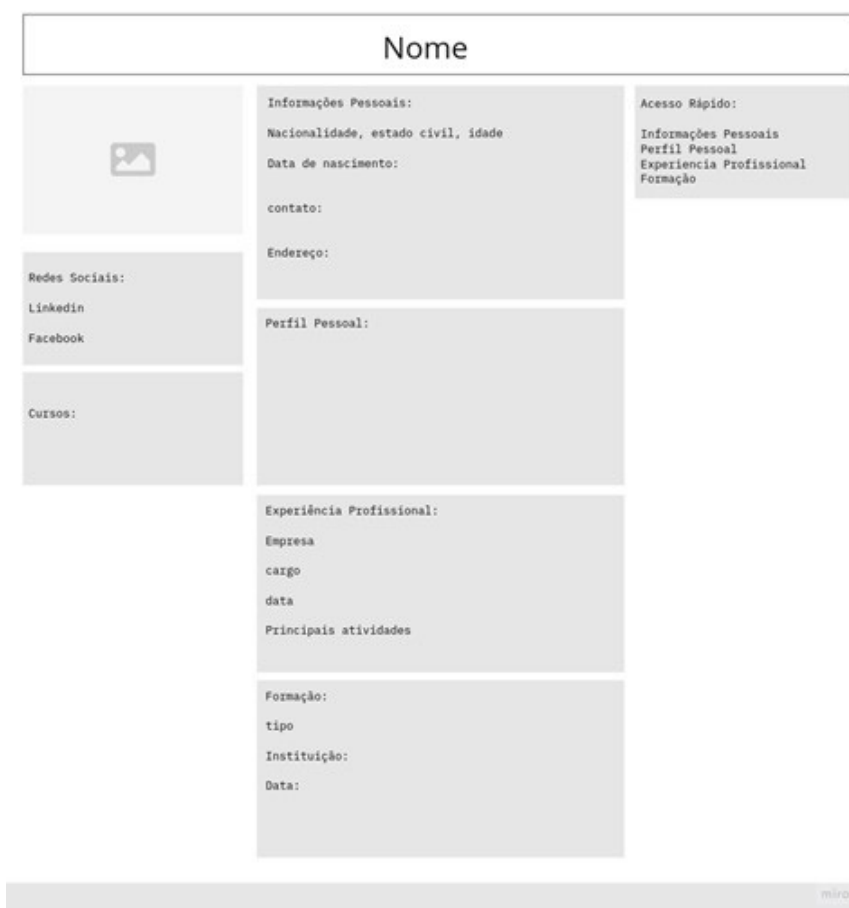 Nome
Redes Sociais:
Linkedin
Facebook
Cursos:
Informações Pessoais:
Nacionalidade, estado civil, idade
Data de nascimento:
contato:
Endereço:
Perfil Pessoal:
Experiência Profissional:
Empresa
cargo
data
Principais atividades
Formação:
tipo
Instituição:
Data:
Acesso Rápido:
Informações Pessoais
Perfil Pessoal
Experiencia Profissional
Formação
miro